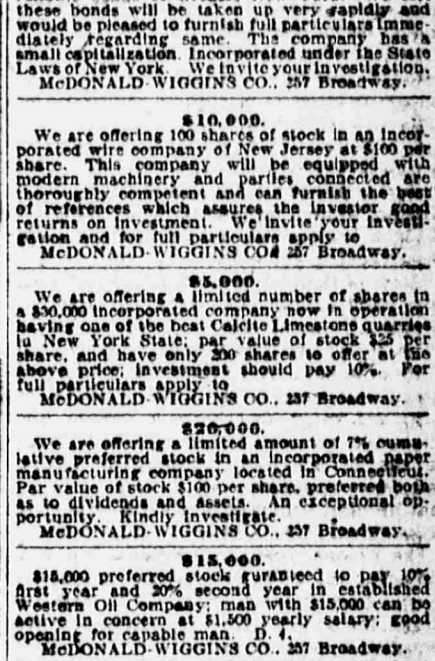 these bonds will be taken up very rapidly and
would be pleased to furnish full particulars imme-
diately regarding same. The company has a
small capitalization. Incorporated under the State
Laws of New York. We invite your investigation.
McDONALD-WIGGINS CO., 257 Broadway.
$10,000.
We are offering 100 shares of stock in an incor-
porated wire company of New Jersey at $100 per
share. This company will be equipped with
modern machinery and parties connected are
thoroughly competent and can furnish the best
of references which assures the investor good
returns on investment. We invite your investi-
gation and for full particulars apply to
McDONALD-WIGGINS CO., 257 Broadway.
$5,000.
We are offering a limited number of shares in
a $30,000 incorporated company now in operation
having one of the best Calcite Limestone quarries
in New York State; par value of stock $25 per
share, and have only 200 shares to offer at the
above price; investment should pay 10%. For
full particulars apply to
McDONALD-WIGGINS CO., 257 Broadway.
$20,000.
We are offering a limited amount of 7% cumu-
lative preferred stock in an incorporated paper
manufacturing company located in Connecticut.
Par value of stock $100 per share, preferred both
as to dividends and assets. An exceptional op-
portunity. Kindly investigate.
McDONALD-WIGGINS CO., 257 Broadway.
$15,000.
$15,000 preferred stock guranteed to pay 10%
first year and 20% second year in established
Western Oil Company; man with $15,000 can be
active in concern at $1,500 yearly salary; good
opening for capable man. D. 4.
McDONALD-WIGGINS CO., 257 Broadway.